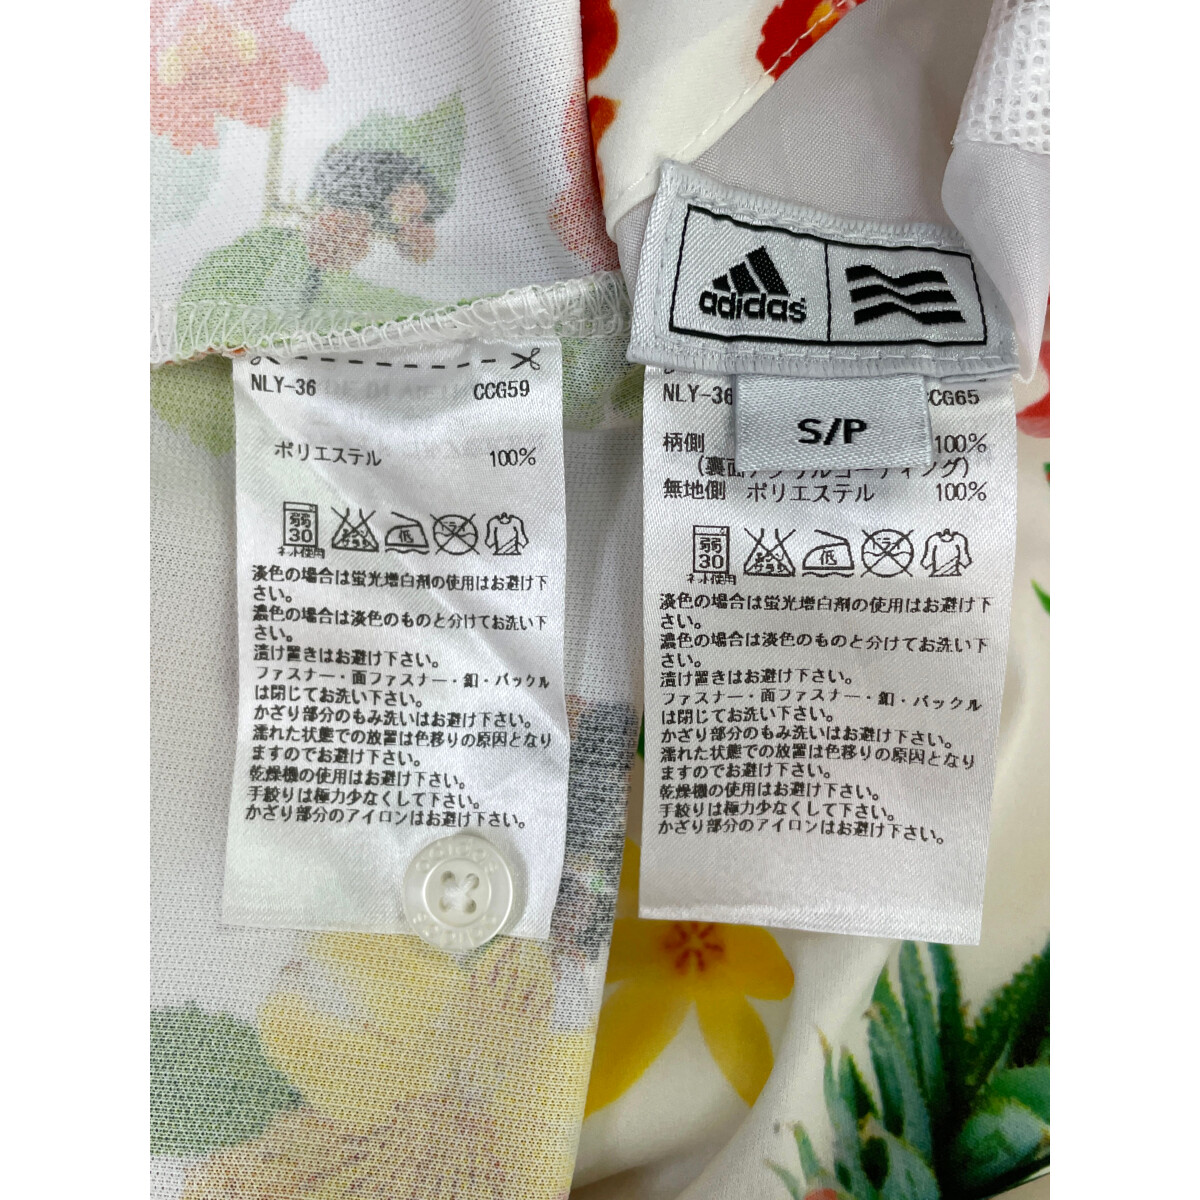 NLY-36 CCG59
ポリエステル 100%
弱
30
ネット使用
低
淡色の場合は蛍光増白剤の使用はお避け下
さい。
濃色の場合は淡色のものと分けてお洗い下
さい。
漬け置きはお避け下さい。
ファスナー・面ファスナー・釦・バックル
は閉じてお洗い下さい。
かざり部分のもみ洗いはお避け下さい。
濡れた状態での放置は色移りの原因となり
ますのでお避け下さい。
乾燥機の使用はお避け下さい。
手絞りは極力少なくして下さい。
かざり部分のアイロンはお避け下さい。
adidas
S/P
NLY-36 CCG65
柄側 100%
(裏面アクリルコーティング)
無地側 ポリエステル 100%
弱
30
ネット使用
低
淡色の場合は蛍光増白剤の使用はお避け下
さい。
濃色の場合は淡色のものと分けてお洗い下
さい。
漬け置きはお避け下さい。
ファスナー・面ファスナー・釦・バックル
は閉じてお洗い下さい。
かざり部分のもみ洗いはお避け下さい。
濡れた状態での放置は色移りの原因となり
ますのでお避け下さい。
乾燥機の使用はお避け下さい。
手絞りは極力少なくして下さい。
かざり部分のアイロンはお避け下さい。